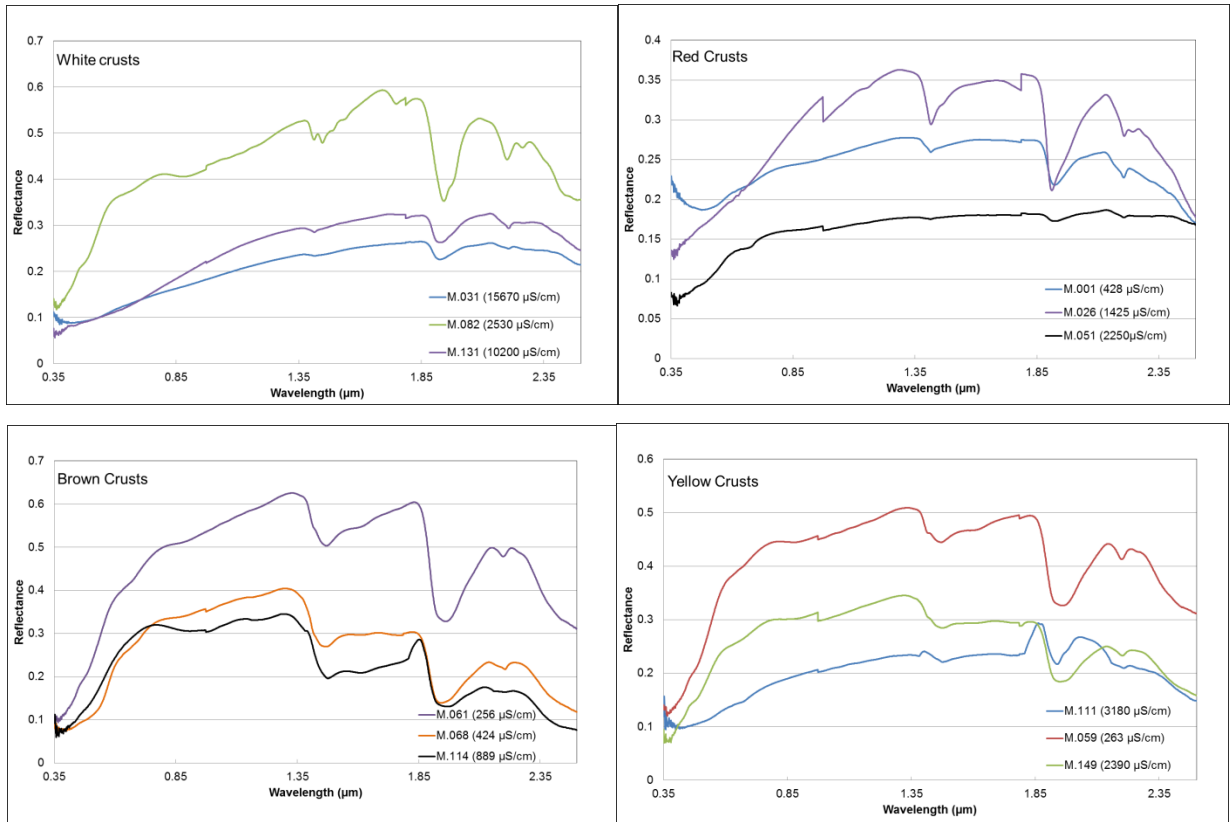 White crusts
Reflectance
0.7
0.6
0.5
0.4
0.3
0.2
0.1
0
0.35
0.85
1.35
1.85
2.35
Wavelength (µm)
M.031 (15670 µS/cm)
M.082 (2530 µS/cm)
M.131 (10200 µS/cm)
Red Crusts
Reflectance
0.4
0.35
0.3
0.25
0.2
0.15
0.1
0.05
0
0.35
0.85
1.35
1.85
2.35
Wavelength (µm)
M.001 (428 µS/cm)
M.026 (1425 µS/cm)
M.051 (2250µS/cm)
Brown Crusts
Reflectance
0.7
0.6
0.5
0.4
0.3
0.2
0.1
0
0.35
0.85
1.35
1.85
2.35
Wavelength (µm)
M.061 (256 µS/cm)
M.068 (424 µS/cm)
M.114 (889 µS/cm)
Yellow Crusts
Reflectance
0.6
0.5
0.4
0.3
0.2
0.1
0
0.35
0.85
1.35
1.85
2.35
Wavelength (µm)
M.111 (3180 µS/cm)
M.059 (263 µS/cm)
M.149 (2390 µS/cm)